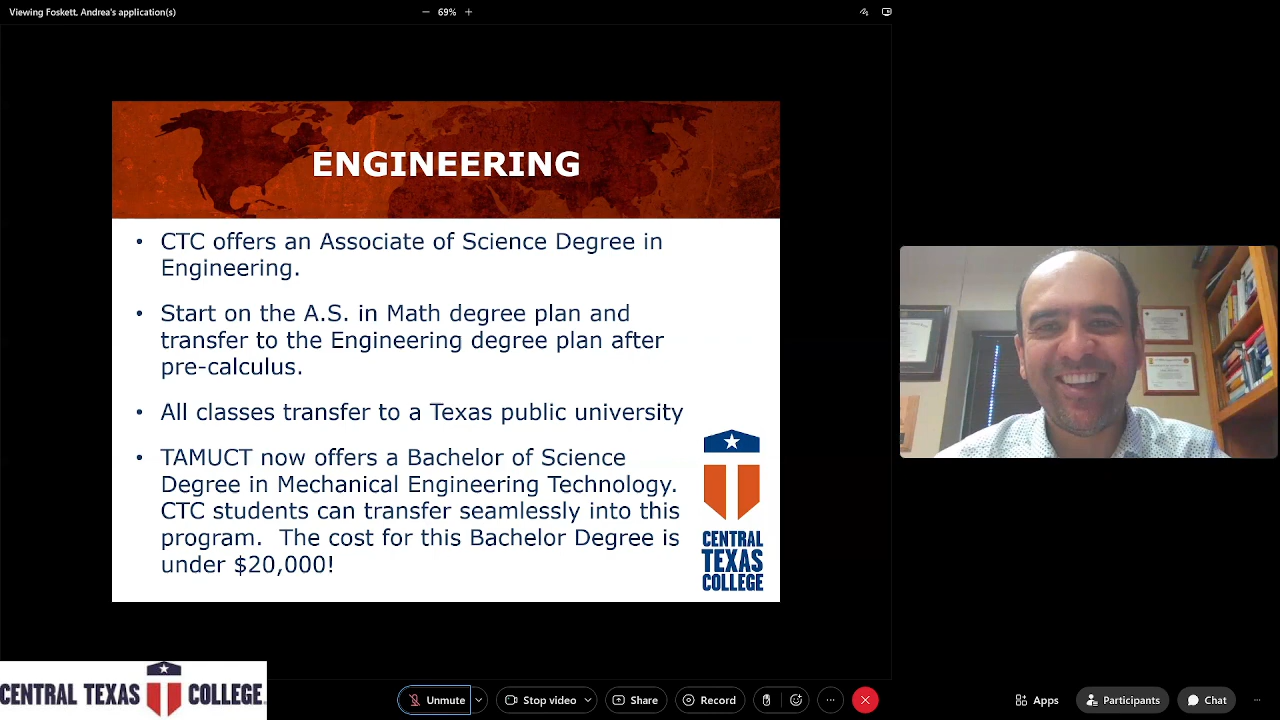 Viewing Foskett, Andrea's application(s)
69%
ENGINEERING
• CTC offers an Associate of Science Degree in
Engineering.
• Start on the A.S. in Math degree plan and
transfer to the Engineering degree plan after
pre-calculus.
• All classes transfer to a Texas public university
• TAMUCT now offers a Bachelor of Science
Degree in Mechanical Engineering Technology.
CTC students can transfer seamlessly into this
program.  The cost for this Bachelor Degree is
under $20,000!
CENTRAL
TEXAS
COLLEGE
CENTRAL TEXAS COLLEGE
Unmute
Stop video
Share
Record
Apps
Participants
Chat